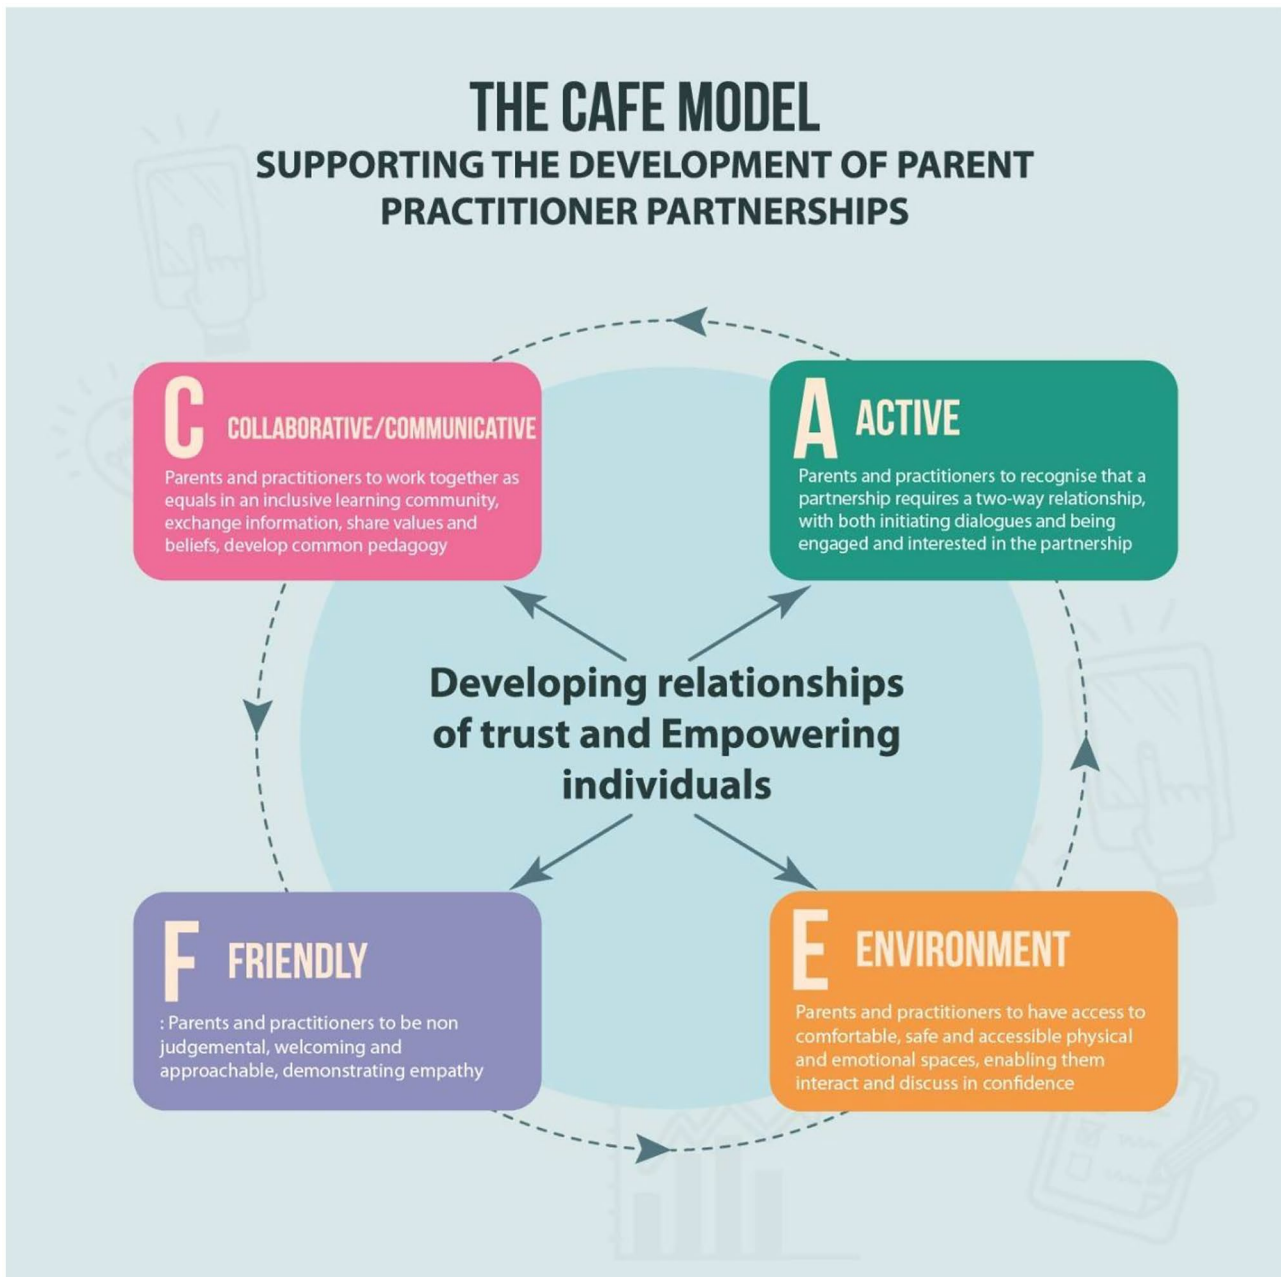 THE CAFE MODEL
SUPPORTING THE DEVELOPMENT OF PARENT
PRACTITIONER PARTNERSHIPS
C COLLABORATIVE/COMMUNICATIVE
Parents and practitioners to work together as
equals in an inclusive learning community,
exchange information, share values and
beliefs, develop common pedagogy
A ACTIVE
Parents and practitioners to recognise that a
partnership requires a two-way relationship,
with both initiating dialogues and being
engaged and interested in the partnership
Developing relationships
of trust and Empowering
individuals
F FRIENDLY
: Parents and practitioners to be non
judgemental, welcoming and
approachable, demonstrating empathy
E ENVIRONMENT
Parents and practitioners to have access to
comfortable, safe and accessible physical
and emotional spaces, enabling them
interact and discuss in confidence